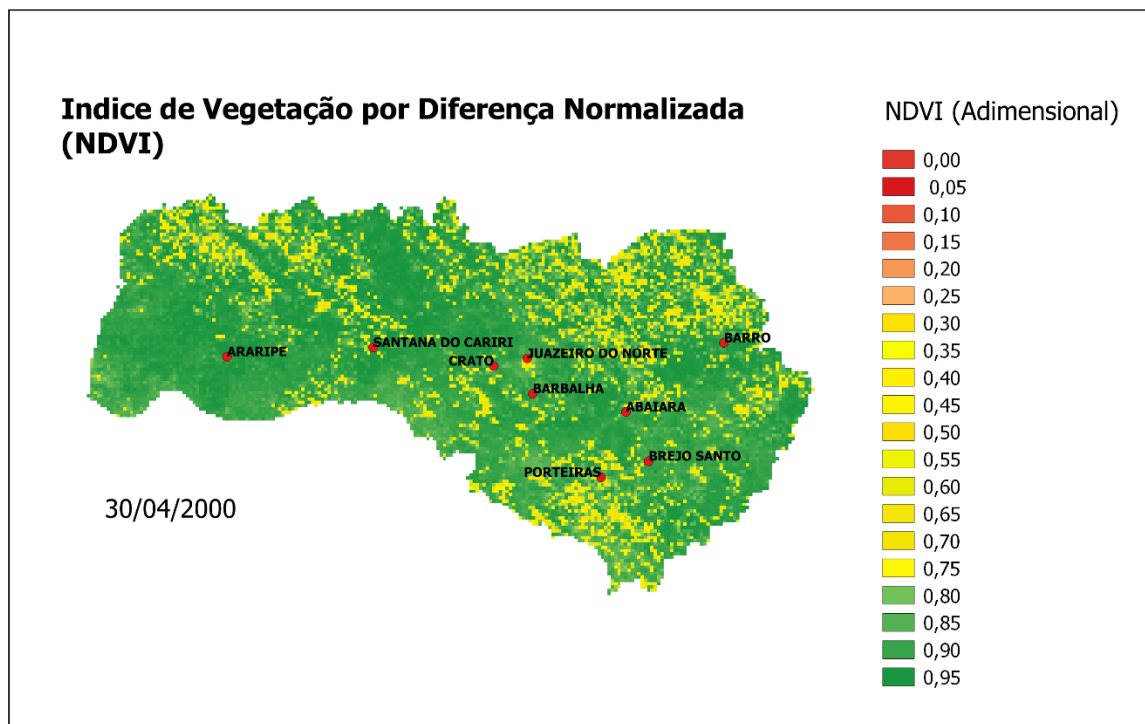 Indice de Vegetação por Diferença Normalizada
(NDVI)
NDVI (Adimensional)
0,00
0,05
0,10
0,15
0,20
0,25
0,30
0,35
0,40
0,45
0,50
0,55
0,60
0,65
0,70
0,75
0,80
0,85
0,90
0,95
BARRO
SANTANA DO CARIRI
ARARIPE
JUAZEIRO DO NORTE
CRATO
BARBALHA
ABAIARA
BREJO SANTO
PORTEIRAS
30/04/2000